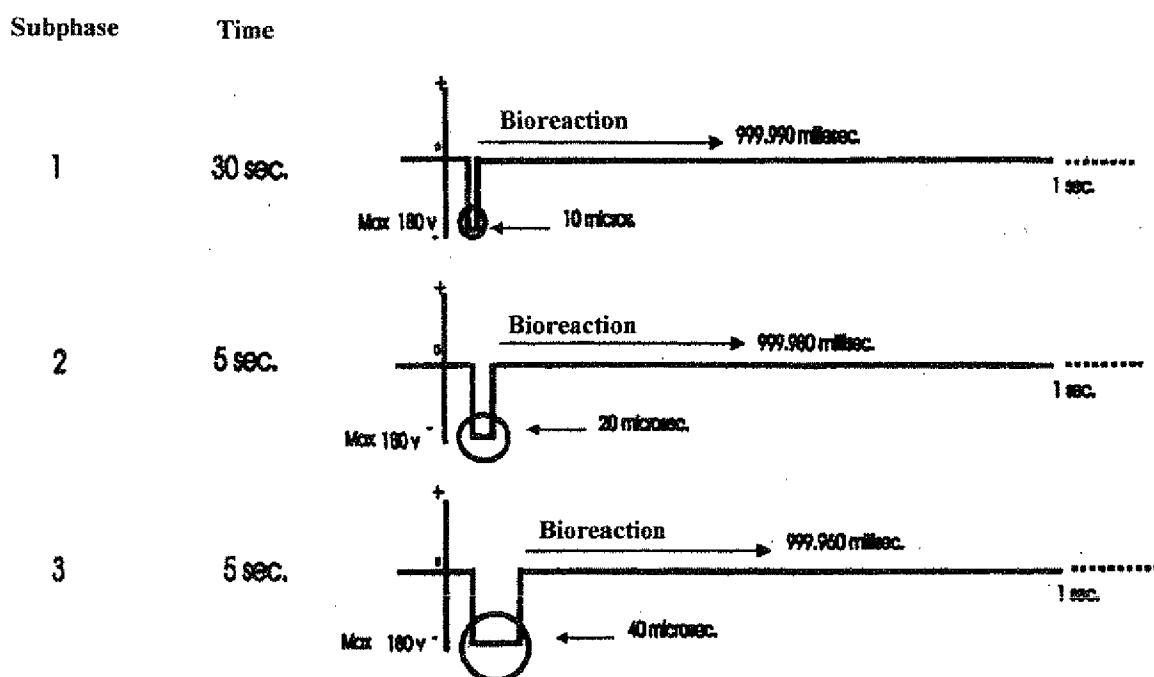 Subphase Time
+
Bioreaction 999.990 millisec.
0
1 30 sec.
1 sec.
Max 180 v 10 micros.
-
+
Bioreaction 999.980 millisec.
0
2 5 sec.
1 sec.
Max 180 v - 20 microsec.
+
Bioreaction 999.960 millisec.
3 5 sec.
1 sec.
Max 180 v - 40 microsec.